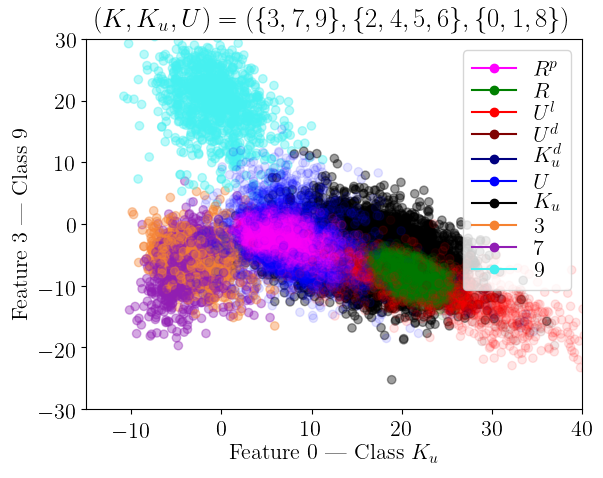 (K, K_u, U) = ({3, 7, 9}, {2, 4, 5, 6}, {0, 1, 8})
30
20
10
0
−10
−20
−30
Feature 3 — Class 9
R^p
R
U^l
U^d
K_u^d
U
K_u
3
7
9
−10 0 10 20 30 40
Feature 0 — Class K_u